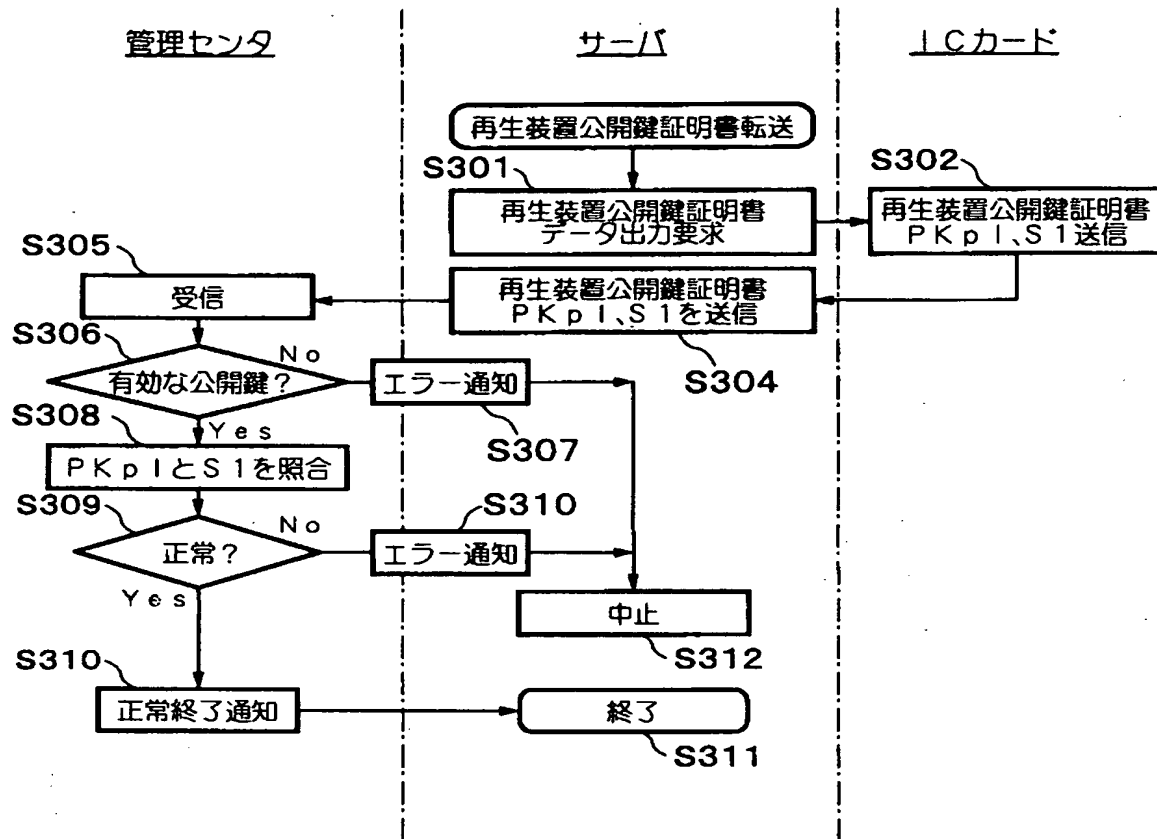 管理センタ
サーバ
ICカード
再生装置公開鍵証明書転送
S301
再生装置公開鍵証明書
データ出力要求
S302
再生装置公開鍵証明書
PKpl、S1送信
S305
受信
再生装置公開鍵証明書
PKpl、S1を送信
S304
S306
有効な公開鍵?
No
エラー通知
S307
Yes
S308
PKplとS1を照合
S309
正常?
No
S310
エラー通知
Yes
中止
S312
S310
正常終了通知
終了
S311